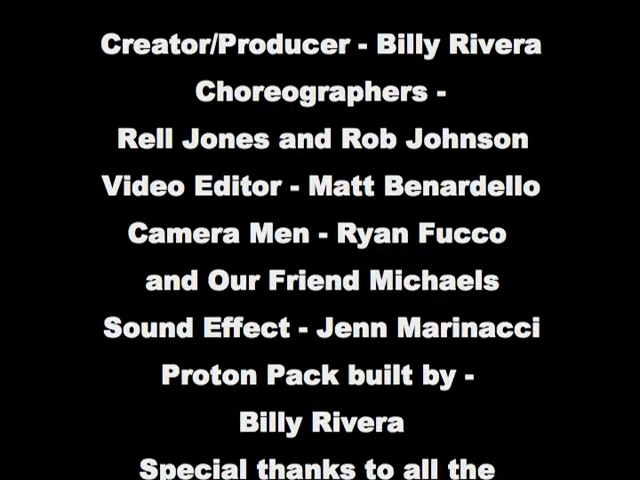 Creator/Producer - Billy Rivera
Choreographers -
Rell Jones and Rob Johnson
Video Editor - Matt Benardello
Camera Men - Ryan Fucco
and Our Friend Michaels
Sound Effect - Jenn Marinacci
Proton Pack built by -
Billy Rivera
Special thanks to all the